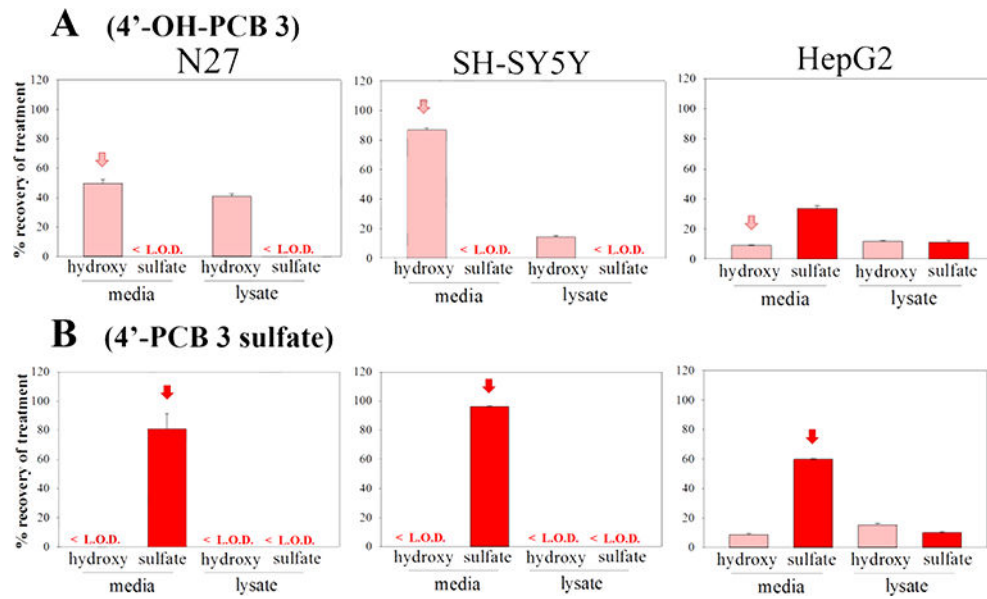 A (4'-OH-PCB 3)
N27
SH-SY5Y
HepG2
% recovery of treatment
120
100
80
60
40
20
0
< L.O.D.
< L.O.D.
hydroxy sulfate hydroxy sulfate
media lysate
120
100
80
60
40
20
0
< L.O.D.
< L.O.D.
hydroxy sulfate hydroxy sulfate
media lysate
120
100
80
60
40
20
0
hydroxy sulfate hydroxy sulfate
media lysate
B (4'-PCB 3 sulfate)
% recovery of treatment
120
100
80
60
40
20
0
< L.O.D.
< L.O.D. < L.O.D.
hydroxy sulfate hydroxy sulfate
media lysate
120
100
80
60
40
20
0
< L.O.D.
< L.O.D. < L.O.D.
hydroxy sulfate hydroxy sulfate
media lysate
120
100
80
60
40
20
0
hydroxy sulfate hydroxy sulfate
media lysate